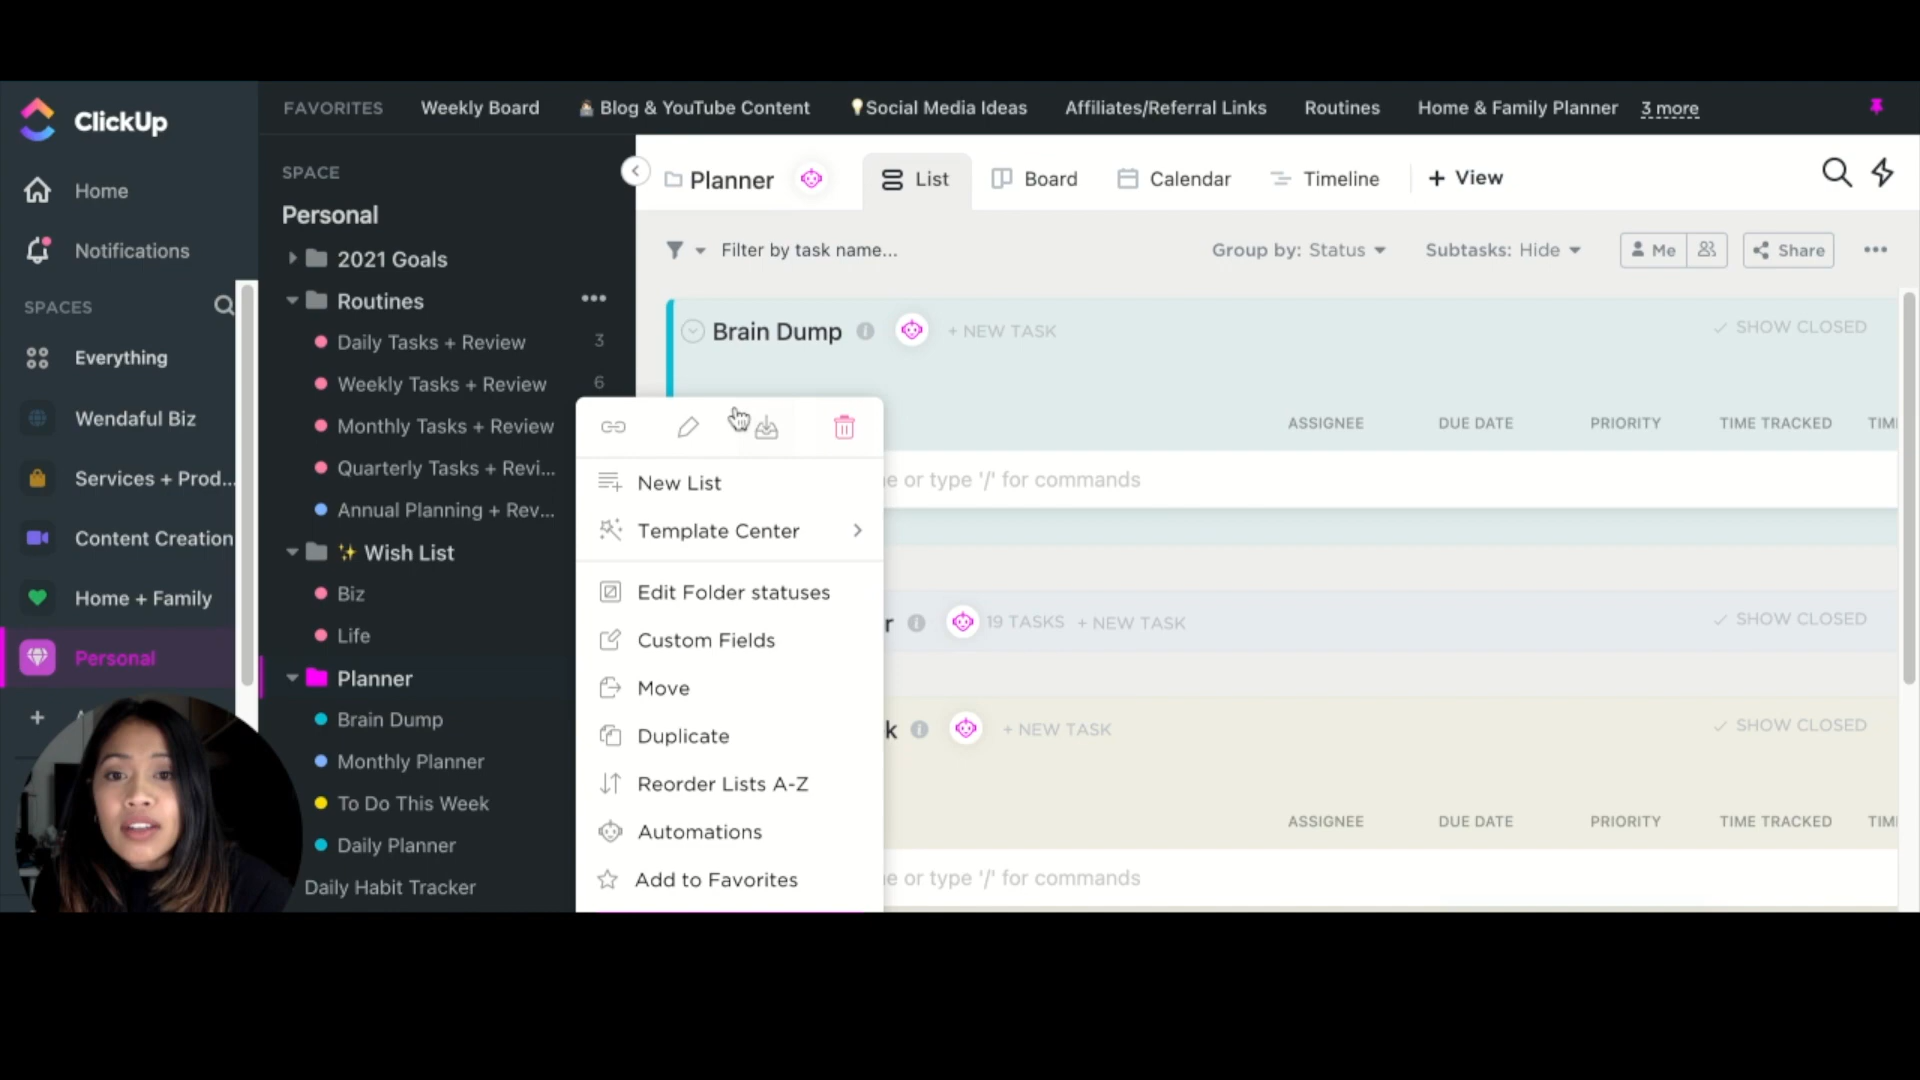 ClickUp
Home
Notifications
SPACES
Everything
Wendaful Biz
Services + Prod...
Content Creation
Home + Family
Personal
FAVORITES
Weekly Board
Blog & YouTube Content
Social Media Ideas
Affiliates/Referral Links
Routines
Home & Family Planner
3 more
SPACE
Personal
2021 Goals
Routines
Daily Tasks + Review 3
Weekly Tasks + Review 6
Monthly Tasks + Review
Quarterly Tasks + Revi...
Annual Planning + Rev...
Wish List
Biz
Life
Planner
Brain Dump
Monthly Planner
To Do This Week
Daily Planner
Daily Habit Tracker
New List
Template Center
Edit Folder statuses
Custom Fields
Move
Duplicate
Reorder Lists A-Z
Automations
Add to Favorites
Planner
List
Board
Calendar
Timeline
+ View
Filter by task name...
Group by: Status
Subtasks: Hide
Me
Share
Brain Dump
+ NEW TASK
SHOW CLOSED
ASSIGNEE DUE DATE PRIORITY TIME TRACKED TIM
or type '/' for commands
r 19 TASKS + NEW TASK
SHOW CLOSED
k + NEW TASK
SHOW CLOSED
ASSIGNEE DUE DATE PRIORITY TIME TRACKED TIM
or type '/' for commands